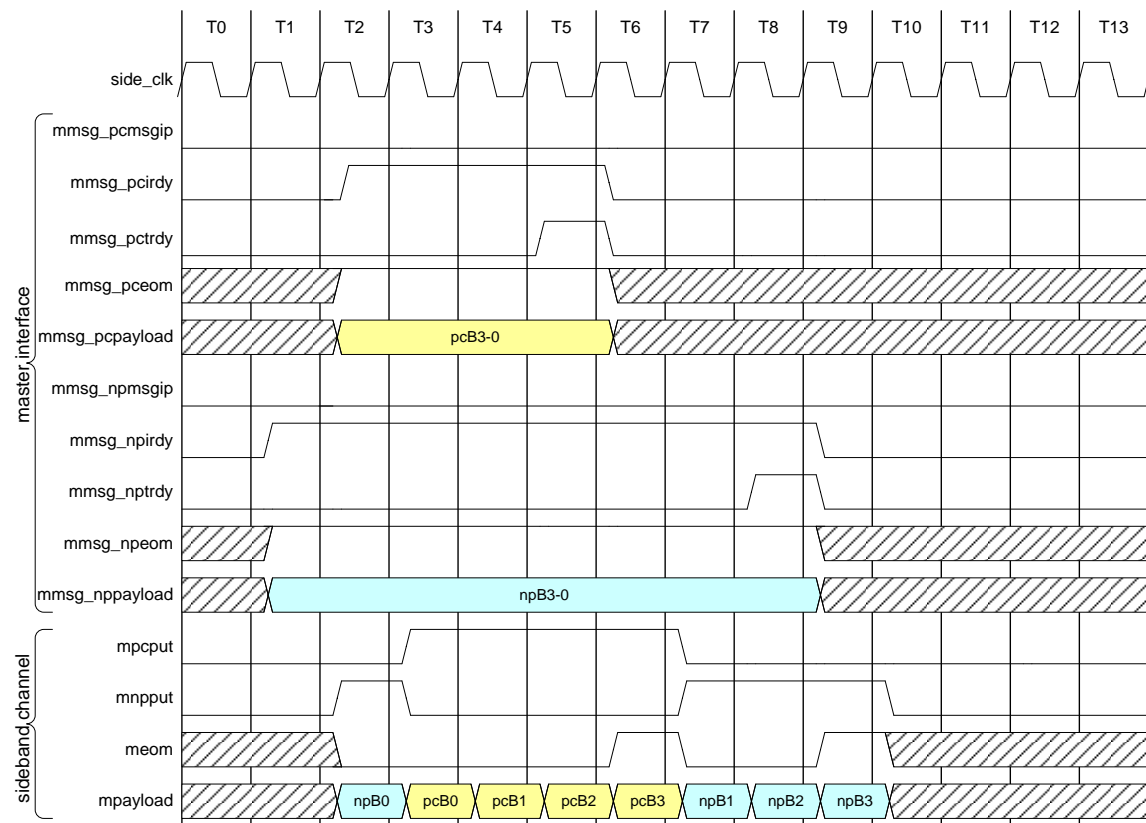 T0 T1 T2 T3 T4 T5 T6 T7 T8 T9 T10 T11 T12 T13
side_clk
master interface
mmsg_pcmsgip
mmsg_pcirdy
mmsg_pctrdy
mmsg_pceom
mmsg_pcpayload pcB3-0
mmsg_npmsgip
mmsg_npirdy
mmsg_nptrdy
mmsg_npeom
mmsg_nppayload npB3-0
sideband channel
mpcput
mnpput
meom
mpayload npB0 pcB0 pcB1 pcB2 pcB3 npB1 npB2 npB3